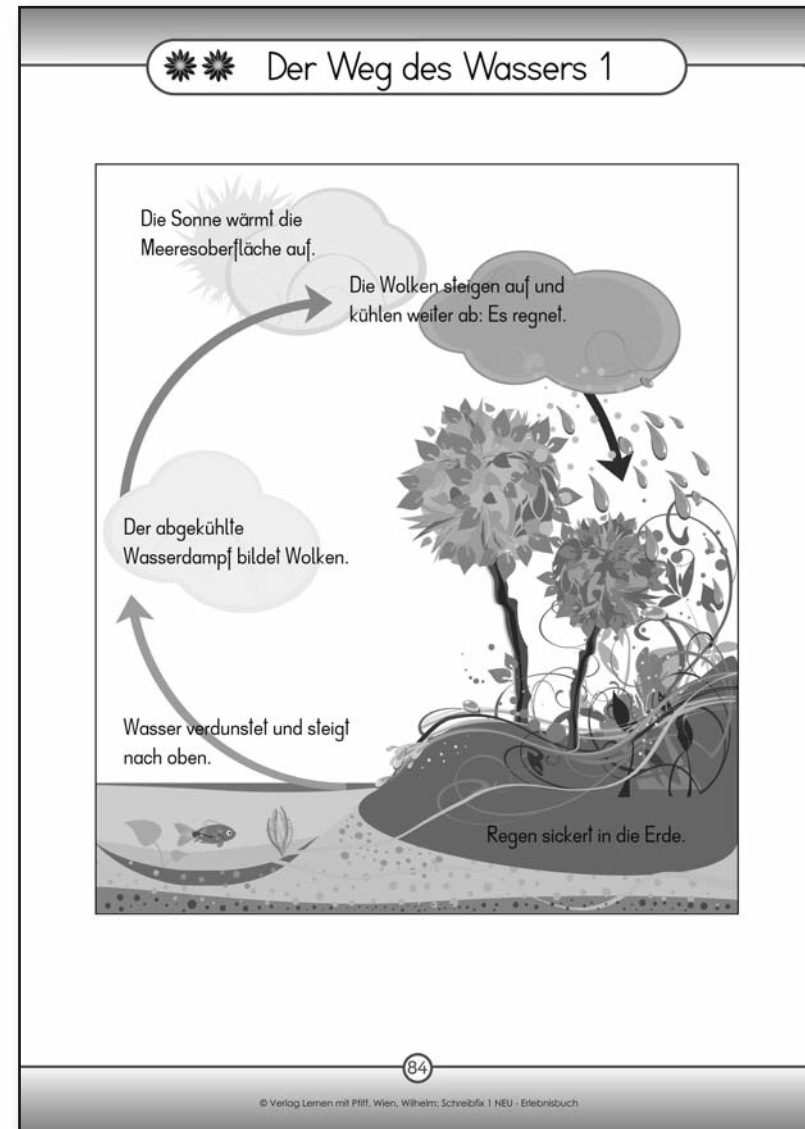 Der Weg des Wassers 1
Die Sonne wärmt die
Meeresoberfläche auf.
Die Wolken steigen auf und
kühlen weiter ab: Es regnet.
Der abgekühlte
Wasserdampf bildet Wolken.
Wasser verdunstet und steigt
nach oben.
Regen sickert in die Erde.
84
© Verlag Lernen mit Pfiff, Wien, Wilhelm: Schreibfix 1 NEU - Erlebnisbuch